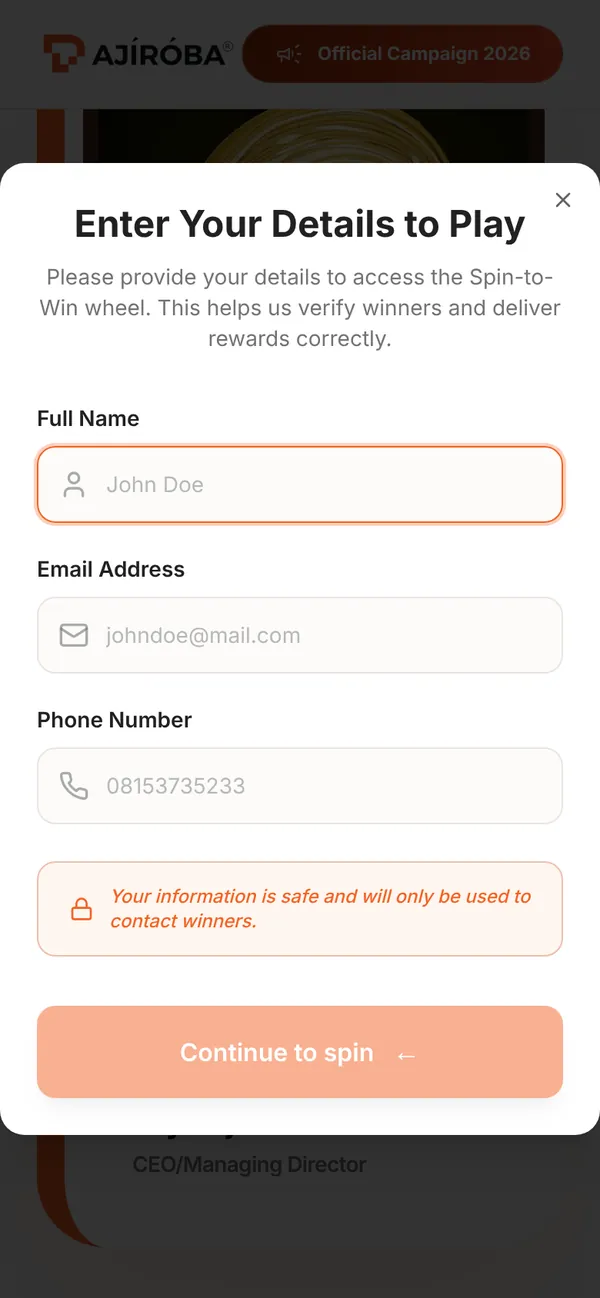 AJÍRÓBA®
Official Campaign 2026
Enter Your Details to Play
Please provide your details to access the Spin-to-
Win wheel. This helps us verify winners and deliver
rewards correctly.
Full Name
John Doe
Email Address
johndoe@mail.com
Phone Number
08153735233
Your information is safe and will only be used to
contact winners.
Continue to spin ←
CEO/Managing Director